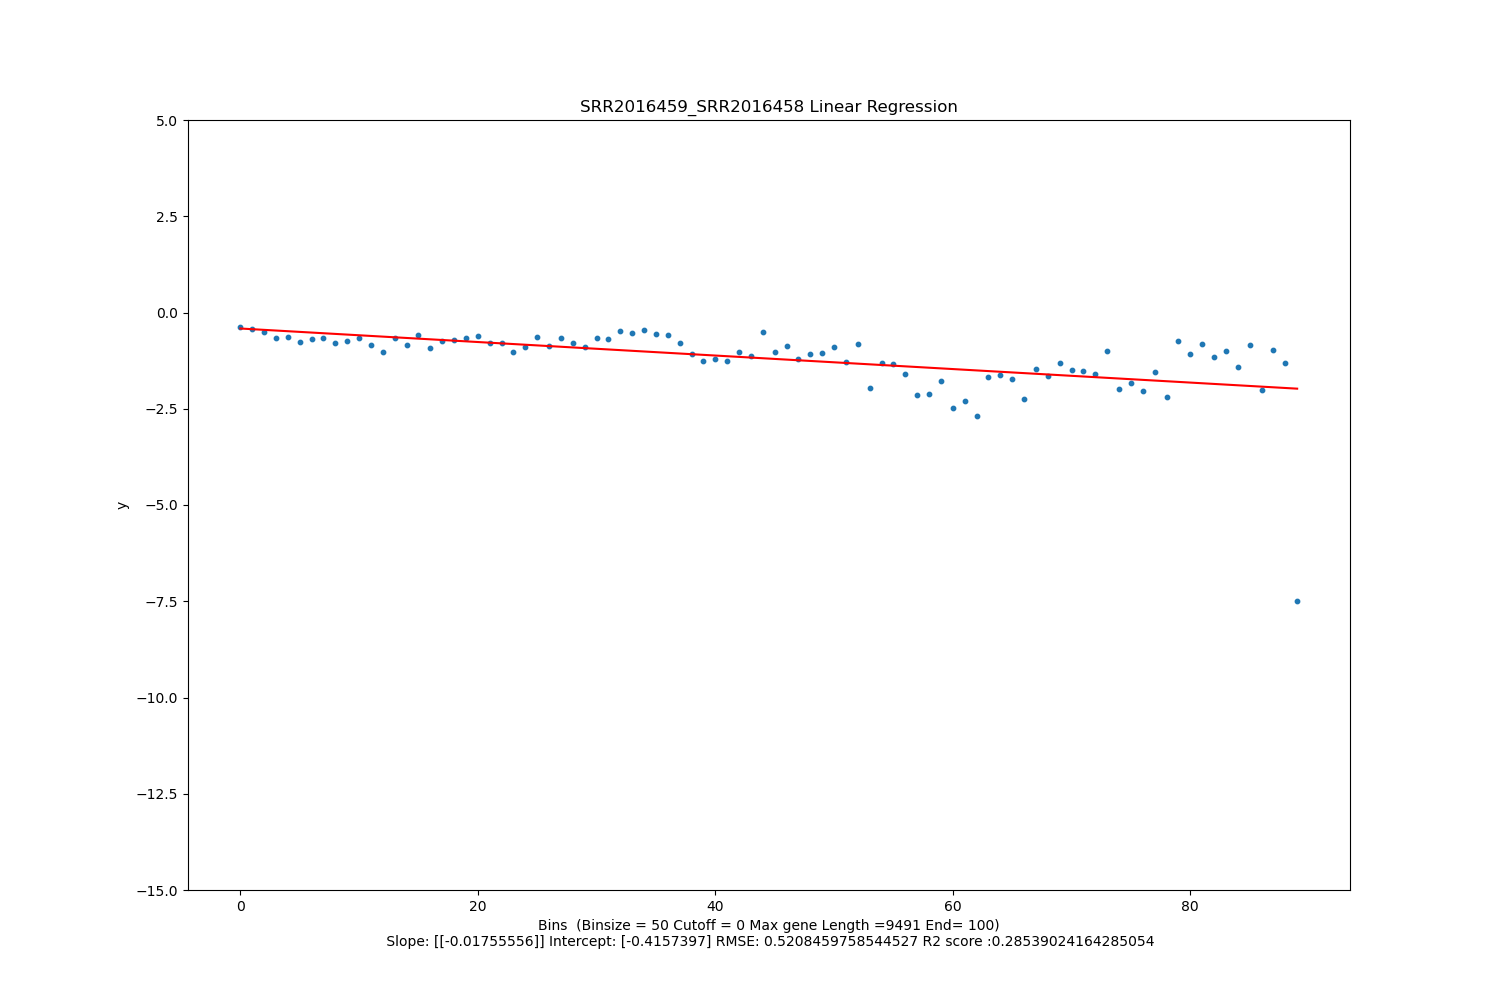 SRR2016459_SRR2016458 Linear Regression
5.0
2.5
0.0
−2.5
−5.0
−7.5
−10.0
−12.5
−15.0
y
0 20 40 60 80
Bins  (Binsize = 50 Cutoff = 0 Max gene Length =9491 End= 100)
Slope: [[-0.01755556]] Intercept: [-0.4157397] RMSE: 0.5208459758544527 R2 score :0.28539024164285054